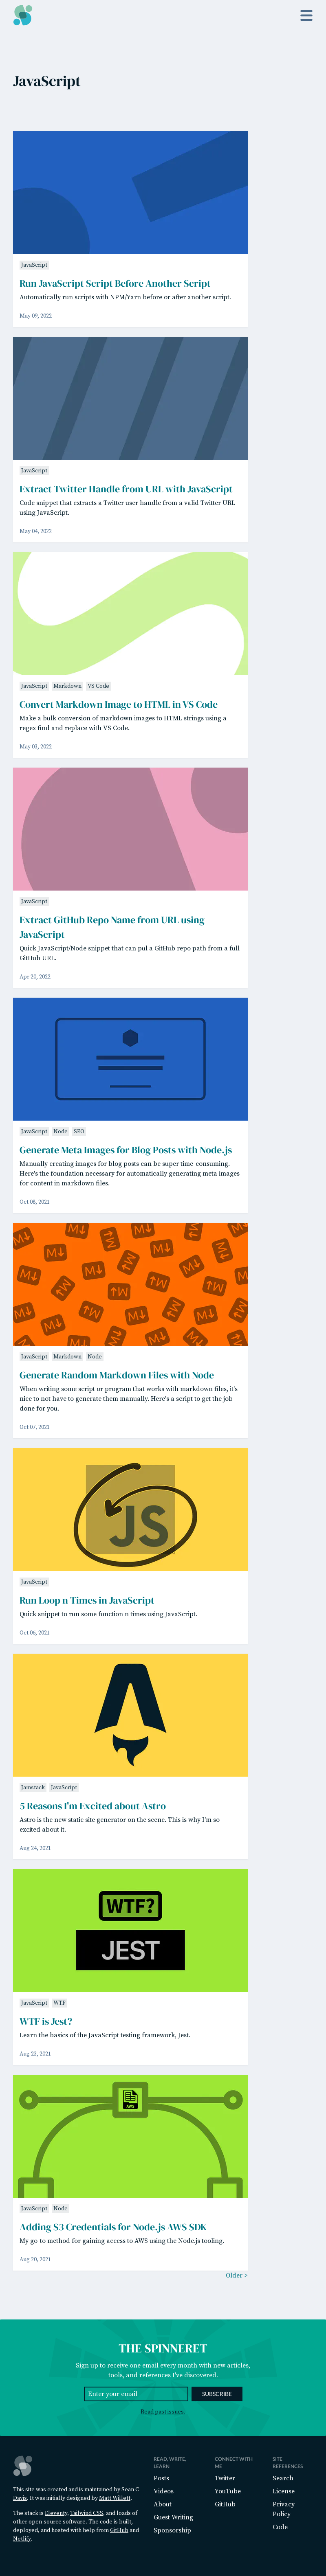 JavaScript
JavaScript
Run JavaScript Script Before Another Script
Automatically run scripts with NPM/Yarn before or after another script.
May 09, 2022
JavaScript
Extract Twitter Handle from URL with JavaScript
Code snippet that extracts a Twitter user handle from a valid Twitter URL
using JavaScript.
May 04, 2022
JavaScript Markdown VS Code
Convert Markdown Image to HTML in VS Code
Make a bulk conversion of markdown images to HTML strings using a
regex find and replace with VS Code.
May 03, 2022
JavaScript
Extract GitHub Repo Name from URL using
JavaScript
Quick JavaScript/Node snippet that can pul a GitHub repo path from a full
GitHub URL.
Apr 20, 2022
JavaScript Node SEO
Generate Meta Images for Blog Posts with Node.js
Manually creating images for blog posts can be super time-consuming.
Here's the foundation necessary for automatically generating meta images
for content in markdown files.
Oct 08, 2021
JavaScript Markdown Node
Generate Random Markdown Files with Node
When writing some script or program that works with markdown files, it's
nice to not have to generate them manually. Here's a script to get the job
done for you.
Oct 07, 2021
JS
JavaScript
Run Loop n Times in JavaScript
Quick snippet to run some function n times using JavaScript.
Oct 06, 2021
Jamstack JavaScript
5 Reasons I'm Excited about Astro
Astro is the new static site generator on the scene. This is why I'm so
excited about it.
Aug 24, 2021
WTF?
JEST
JavaScript WTF
WTF is Jest?
Learn the basics of the JavaScript testing framework, Jest.
Aug 23, 2021
AWS
JavaScript Node
Adding S3 Credentials for Node.js AWS SDK
My go-to method for gaining access to AWS using the Node.js tooling.
Aug 20, 2021
Older >
THE SPINNERET
Sign up to receive one email every month with new articles,
tools, and references I've discovered.
Enter your email
SUBSCRIBE
Read past issues.
This site was created and is maintained by Sean C
Davis. It was initially designed by Matt Willett.
The stack is Eleventy, Tailwind CSS, and loads of
other open-source software. The code is built,
deployed, and hosted with help from GitHub and
Netlify.
READ, WRITE,
LEARN
Posts
Videos
About
Guest Writing
Sponsorship
CONNECT WITH
ME
Twitter
YouTube
GitHub
SITE
REFERENCES
Search
License
Privacy
Policy
Code